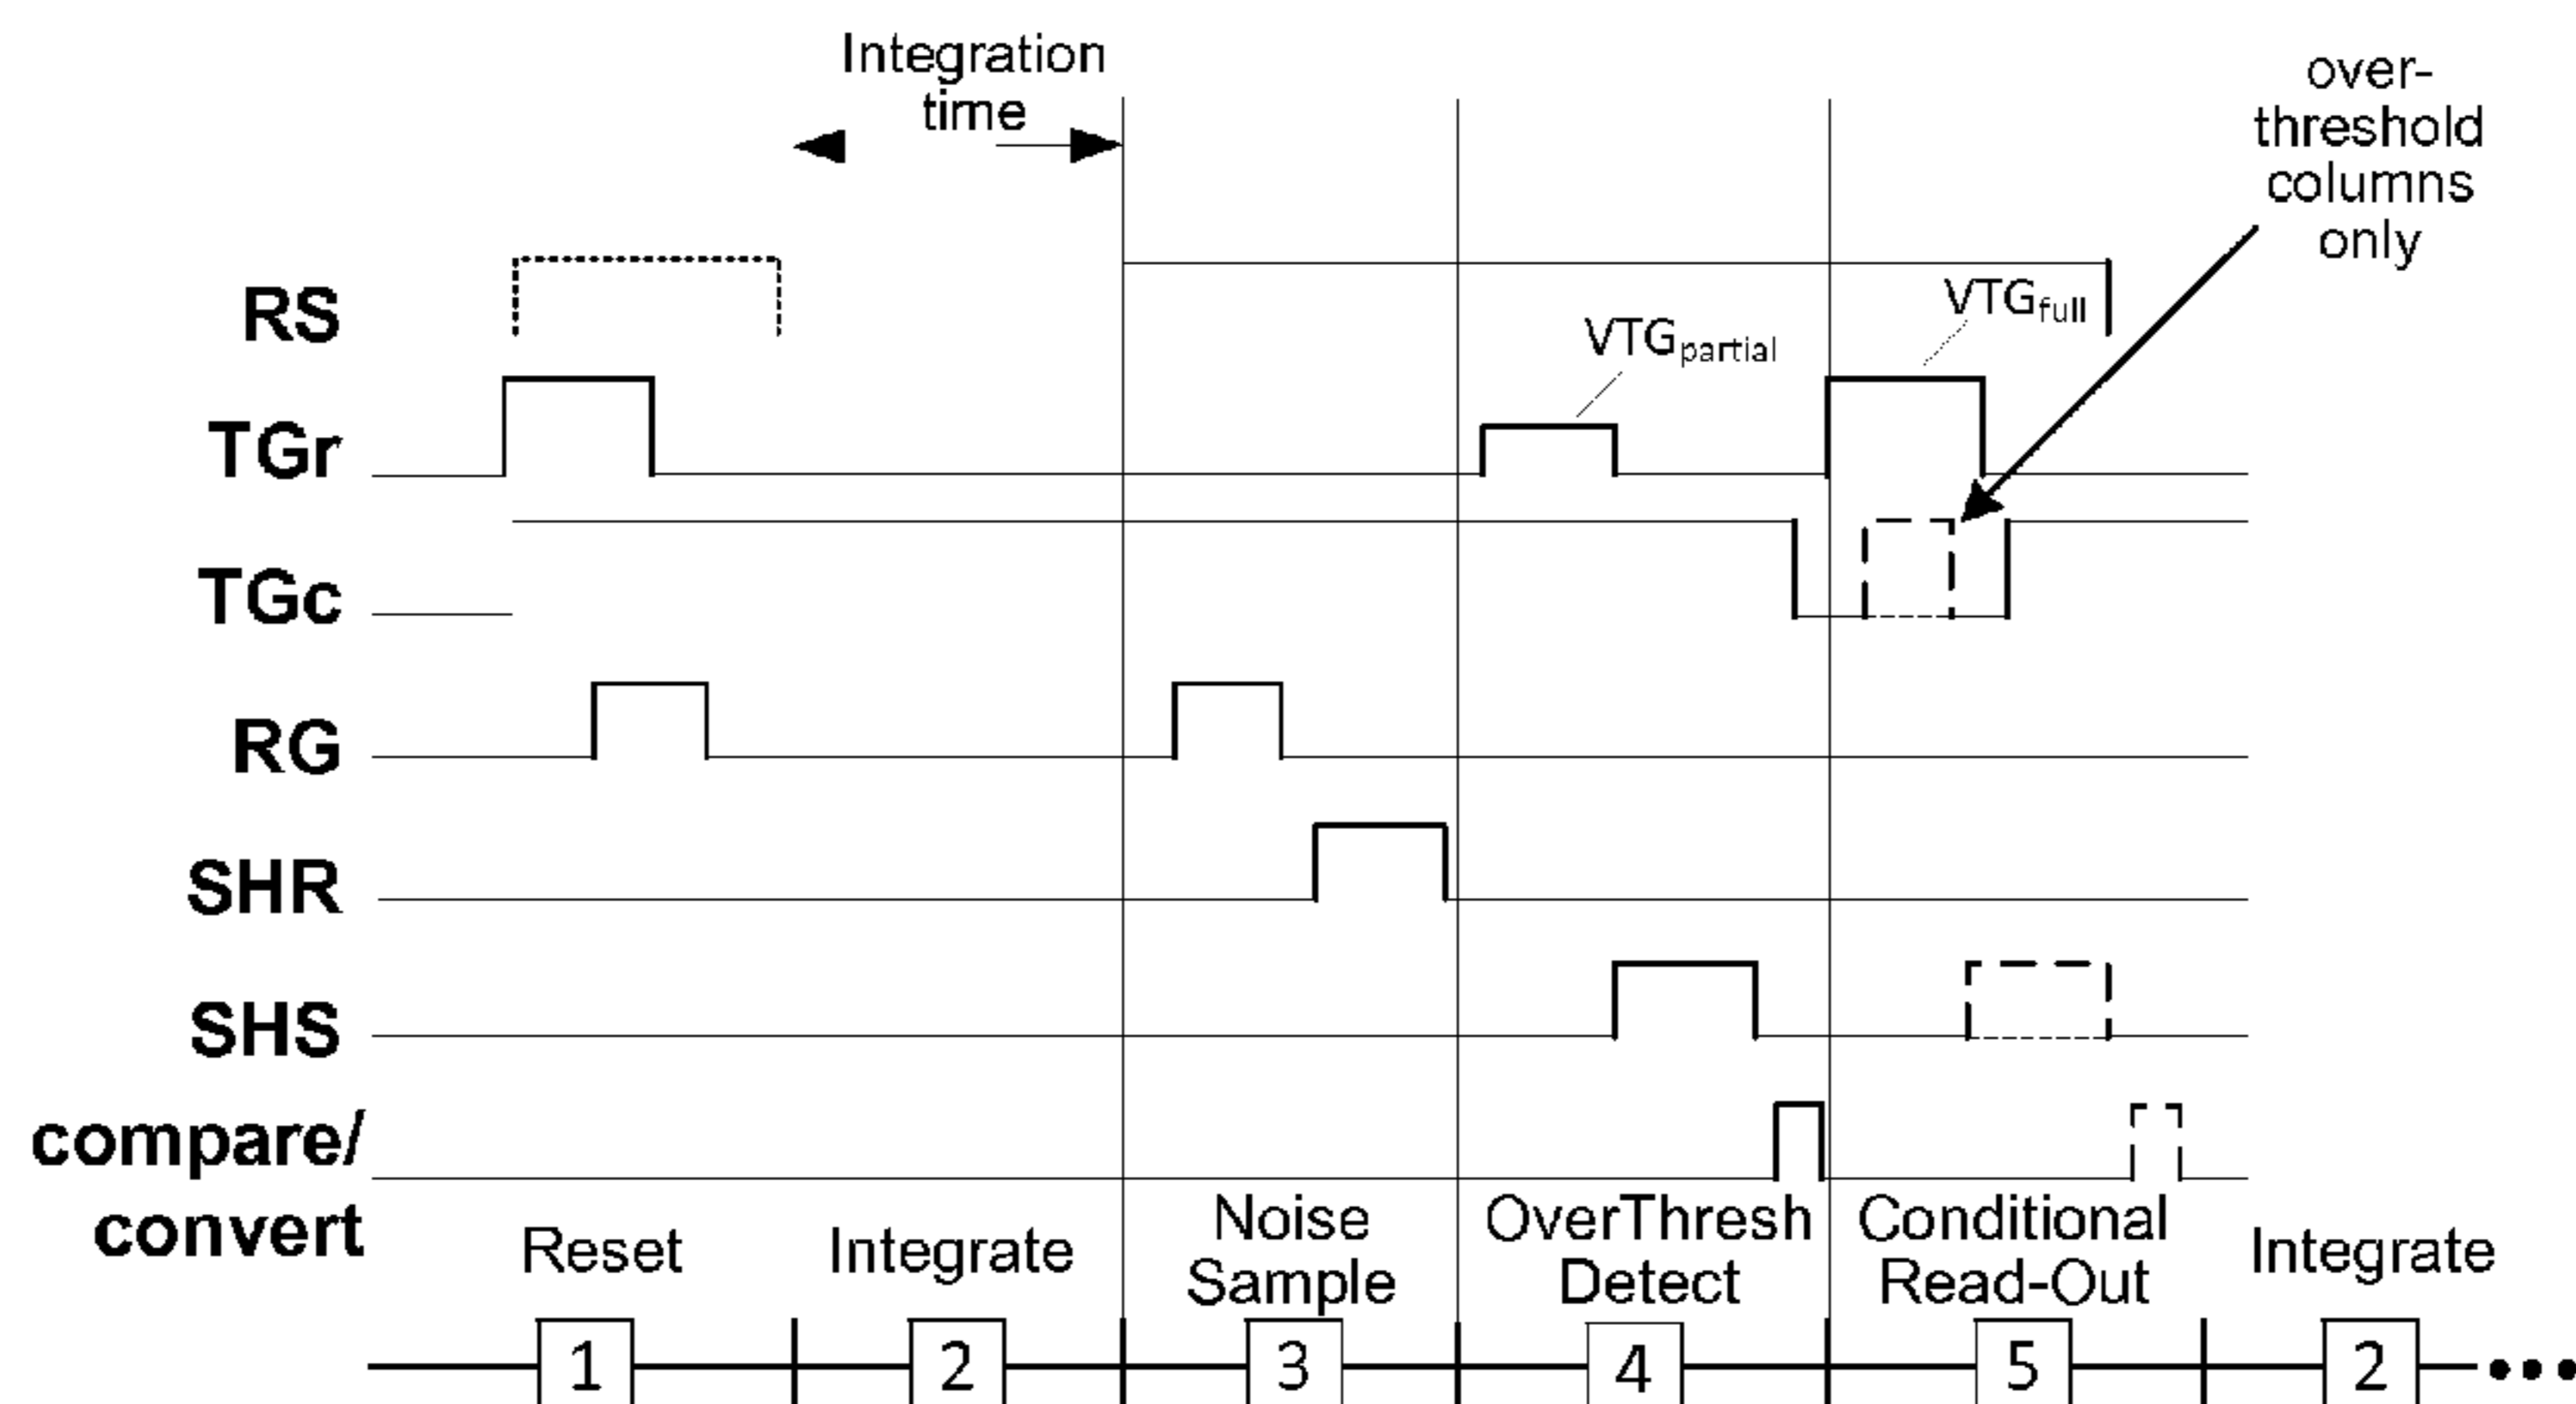 Integration
time
over-
threshold
columns
only
RS
VTGpartial
VTGfull
TGr
TGc
RG
SHR
SHS
compare/
convert
Reset
Integrate
Noise
Sample
OverThresh
Detect
Conditional
Read-Out
Integrate
1
2
3
4
5
2